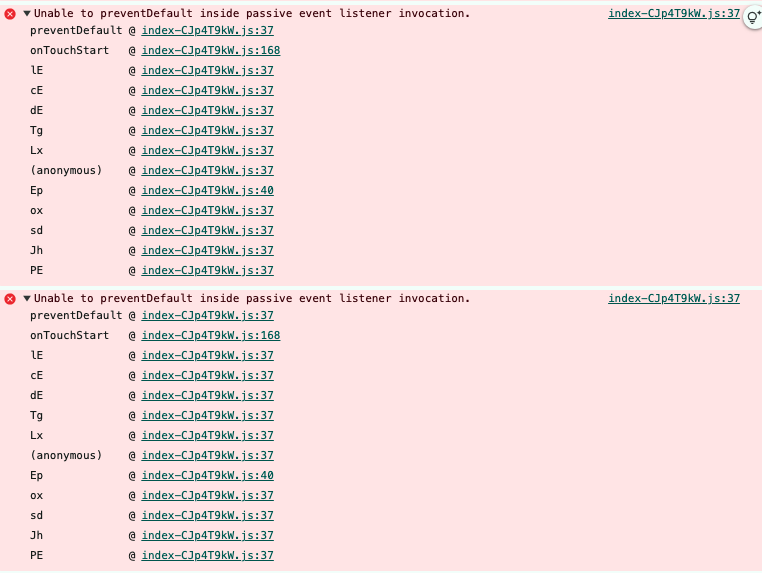 Unable to preventDefault inside passive event listener invocation. index-CJp4T9kW.js:37
preventDefault @ index-CJp4T9kW.js:37
onTouchStart @ index-CJp4T9kW.js:168
lE @ index-CJp4T9kW.js:37
cE @ index-CJp4T9kW.js:37
dE @ index-CJp4T9kW.js:37
Tg @ index-CJp4T9kW.js:37
Lx @ index-CJp4T9kW.js:37
(anonymous) @ index-CJp4T9kW.js:37
Ep @ index-CJp4T9kW.js:40
ox @ index-CJp4T9kW.js:37
sd @ index-CJp4T9kW.js:37
Jh @ index-CJp4T9kW.js:37
PE @ index-CJp4T9kW.js:37
Unable to preventDefault inside passive event listener invocation. index-CJp4T9kW.js:37
preventDefault @ index-CJp4T9kW.js:37
onTouchStart @ index-CJp4T9kW.js:168
lE @ index-CJp4T9kW.js:37
cE @ index-CJp4T9kW.js:37
dE @ index-CJp4T9kW.js:37
Tg @ index-CJp4T9kW.js:37
Lx @ index-CJp4T9kW.js:37
(anonymous) @ index-CJp4T9kW.js:37
Ep @ index-CJp4T9kW.js:40
ox @ index-CJp4T9kW.js:37
sd @ index-CJp4T9kW.js:37
Jh @ index-CJp4T9kW.js:37
PE @ index-CJp4T9kW.js:37